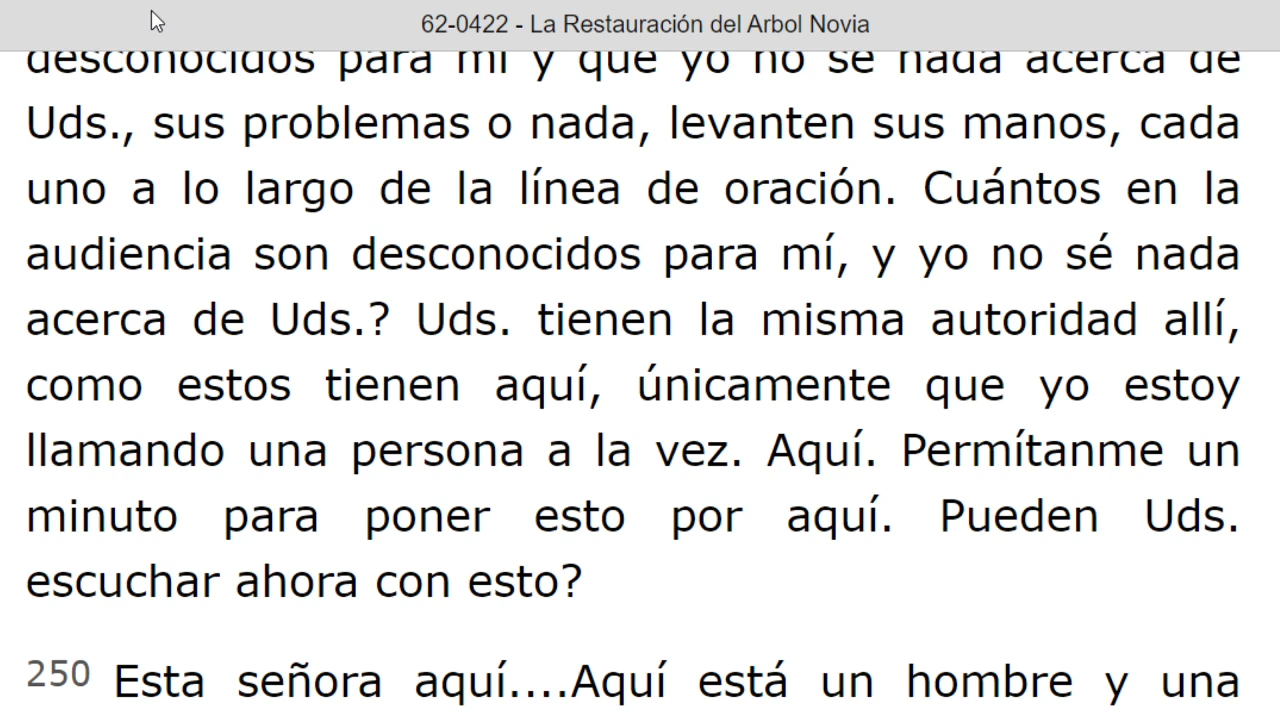 62-0422 - La Restauración del Arbol Novia
desconocidos para mí y que yo no sé nada acerca de
Uds., sus problemas o nada, levanten sus manos, cada
uno a lo largo de la línea de oración. Cuántos en la
audiencia son desconocidos para mí, y yo no sé nada
acerca de Uds.? Uds. tienen la misma autoridad allí,
como estos tienen aquí, únicamente que yo estoy
llamando una persona a la vez. Aquí. Permítanme un
minuto para poner esto por aquí. Pueden Uds.
escuchar ahora con esto?
250 Esta señora aquí....Aquí está un hombre y una